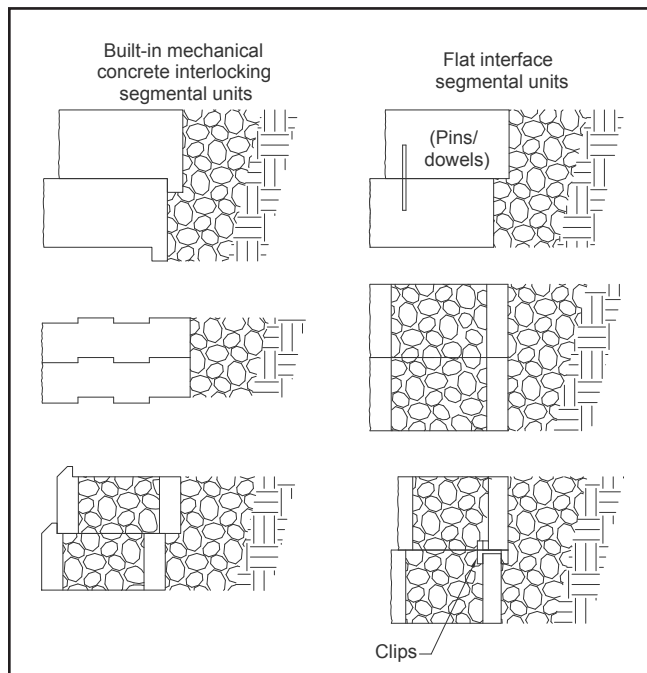 Built-in mechanical
concrete interlocking
segmental units
Flat interface
segmental units
(Pins/
dowels)
Clips